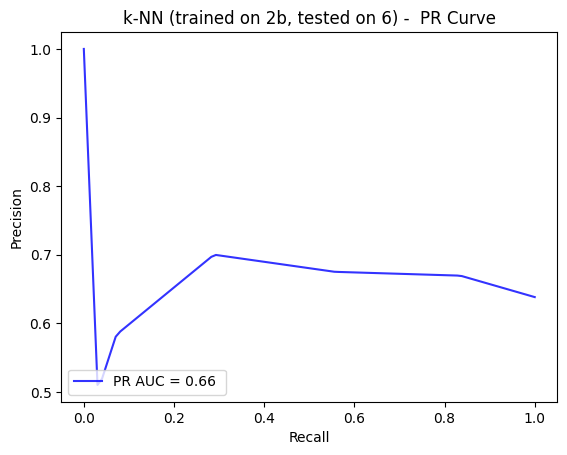 k-NN (trained on 2b, tested on 6) -  PR Curve
1.0
0.9
0.8
0.7
0.6
0.5
Precision
PR AUC = 0.66
0.0 0.2 0.4 0.6 0.8 1.0
Recall